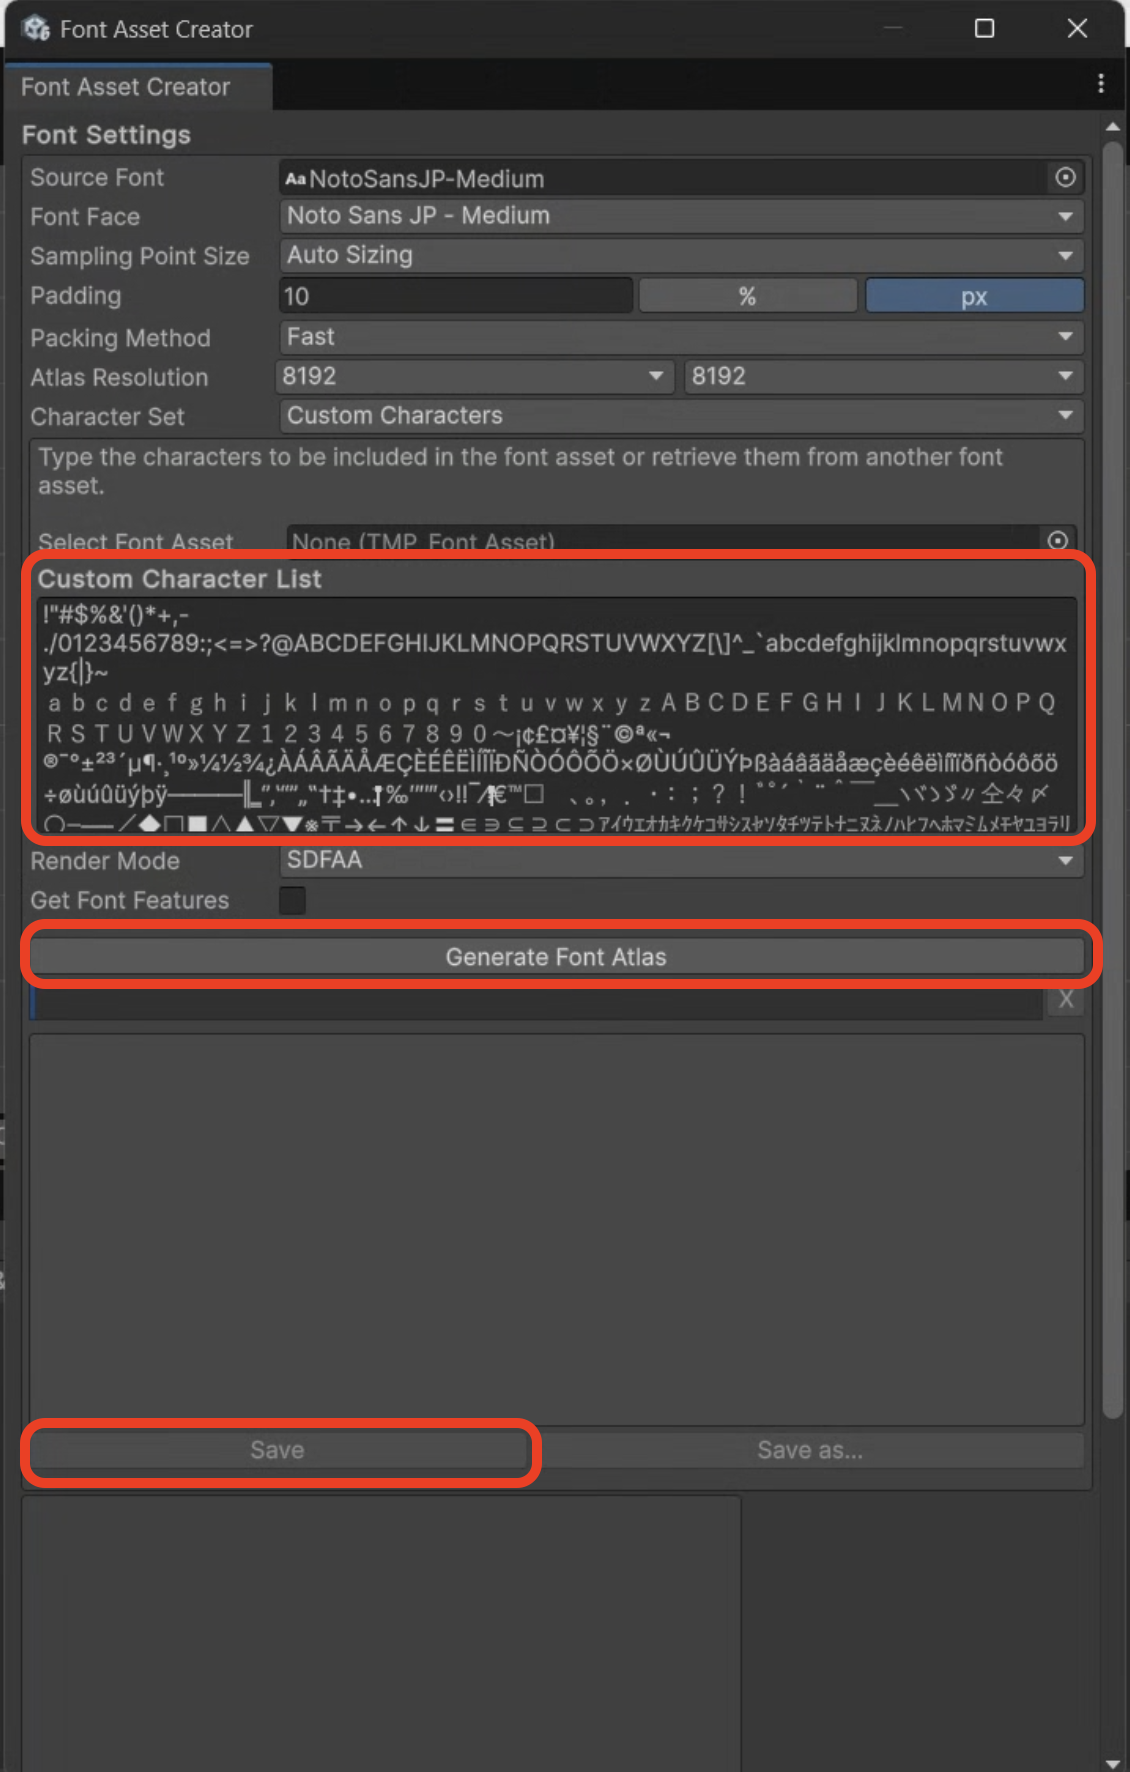 Font Asset Creator
Font Asset Creator
Font Settings
Source Font
Aa NotoSansJP-Medium
Font Face
Noto Sans JP - Medium
Sampling Point Size
Auto Sizing
Padding
10
%
px
Packing Method
Fast
Atlas Resolution
8192
8192
Character Set
Custom Characters
Type the characters to be included in the font asset or retrieve them from another font
asset.
Select Font Asset
None (TMP_Font Asset)
Custom Character List
!"#$%&'()*+,-
./0123456789:;<=>?@ABCDEFGHIJKLMNOPQRSTUVWXYZ[\]^_`abcdefghijklmnopqrstuvwx
yz{|}~
ａｂｃｄｅｆｇｈｉｊｋｌｍｎｏｐｑｒｓｔｕｖｗｘｙｚＡＢＣＤＥＦＧＨＩＪＫＬＭＮＯＰＱ
ＲＳＴＵＶＷＸＹＺ１２３４５６７８９０～¡¢£¤¥¦§¨©ª«¬
®¯°±²³´µ¶·¸¹º»¼½¾¿ÀÁÂÃÄÅÆÇÈÉÊËÌÍÎÏÐÑÒÓÔÕÖ×ØÙÚÛÜÝÞßàáâãäåæçèéêëìíîïðñòóôõö
÷øùúûüýþÿ
Render Mode
SDFAA
Get Font Features
Generate Font Atlas
X
Save
Save as...